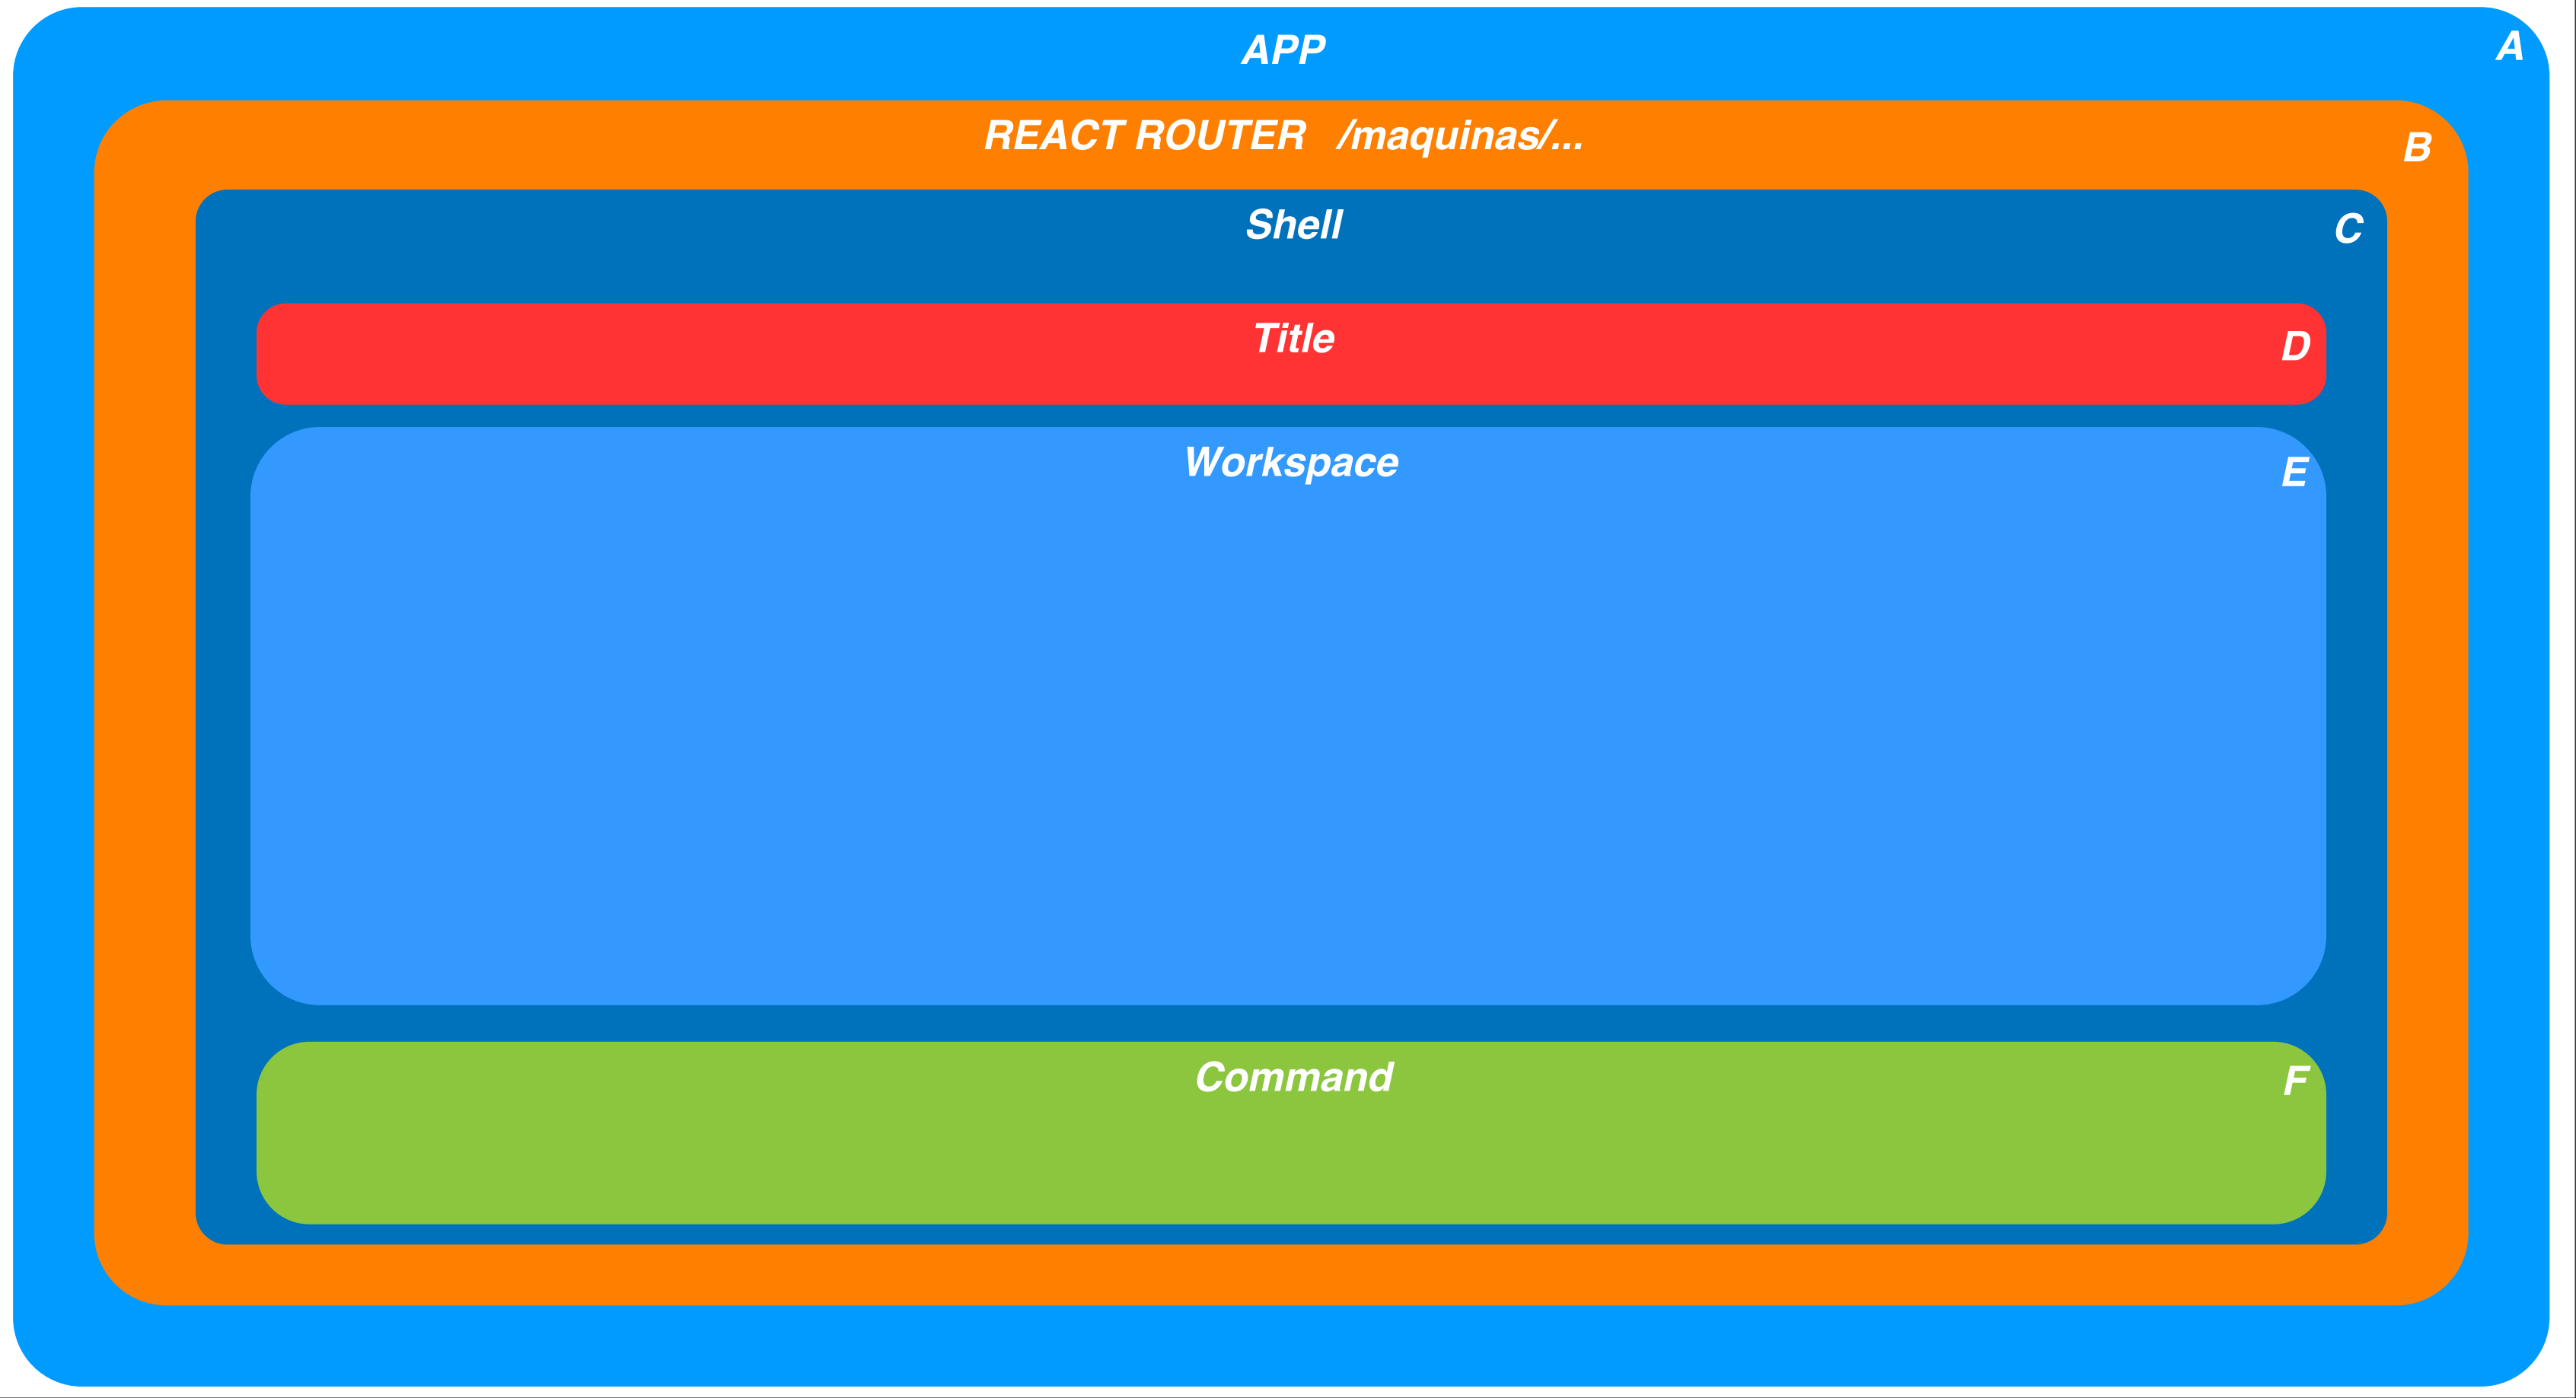 APP
A
REACT ROUTER /maquinas/...
B
Shell
C
Title
D
Workspace
E
Command
F